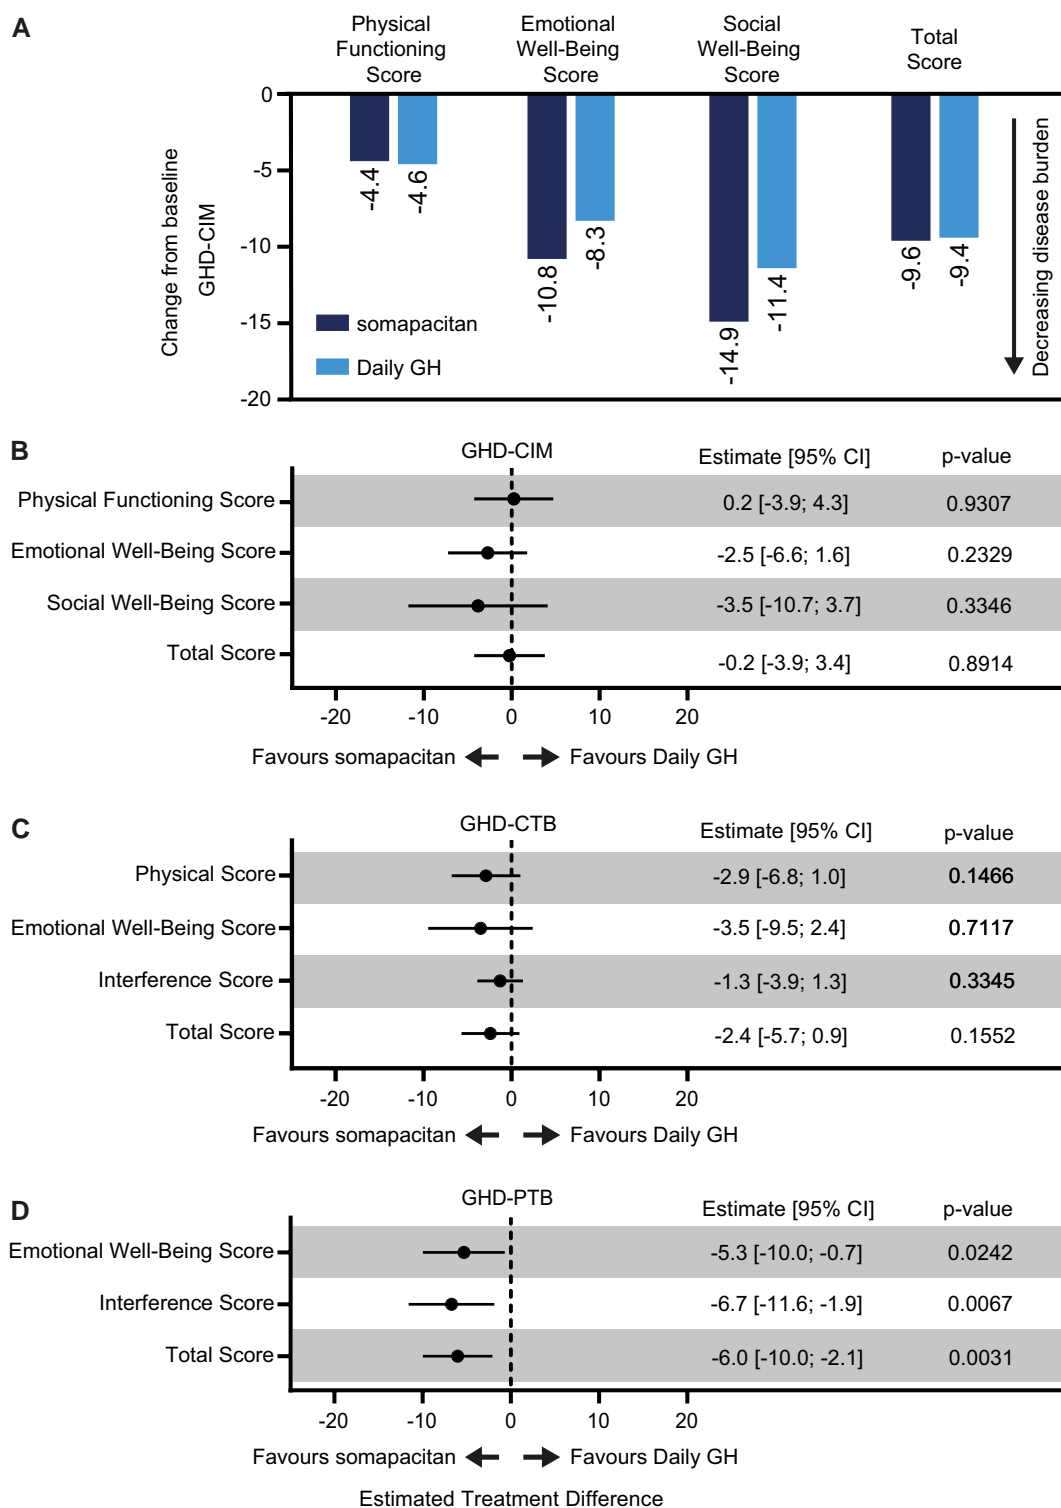 A
Physical
Functioning
Score
Emotional
Well-Being
Score
Social
Well-Being
Score
Total
Score
Change from baseline
GHD-CIM
0
-5
-10
-15
-20
-4.4
-4.6
-10.8
-8.3
-14.9
-11.4
-9.6
-9.4
somapacitan
Daily GH
Decreasing disease burden
B
GHD-CIM
Estimate [95% CI]
p-value
Physical Functioning Score 0.2 [-3.9; 4.3] 0.9307
Emotional Well-Being Score -2.5 [-6.6; 1.6] 0.2329
Social Well-Being Score -3.5 [-10.7; 3.7] 0.3346
Total Score -0.2 [-3.9; 3.4] 0.8914
-20 -10 0 10 20
Favours somapacitan Favours Daily GH
C
GHD-CTB
Estimate [95% CI]
p-value
Physical Score -2.9 [-6.8; 1.0] 0.1466
Emotional Well-Being Score -3.5 [-9.5; 2.4] 0.7117
Interference Score -1.3 [-3.9; 1.3] 0.3345
Total Score -2.4 [-5.7; 0.9] 0.1552
-20 -10 0 10 20
Favours somapacitan Favours Daily GH
D
GHD-PTB
Estimate [95% CI]
p-value
Emotional Well-Being Score -5.3 [-10.0; -0.7] 0.0242
Interference Score -6.7 [-11.6; -1.9] 0.0067
Total Score -6.0 [-10.0; -2.1] 0.0031
-20 -10 0 10 20
Favours somapacitan Favours Daily GH
Estimated Treatment Difference